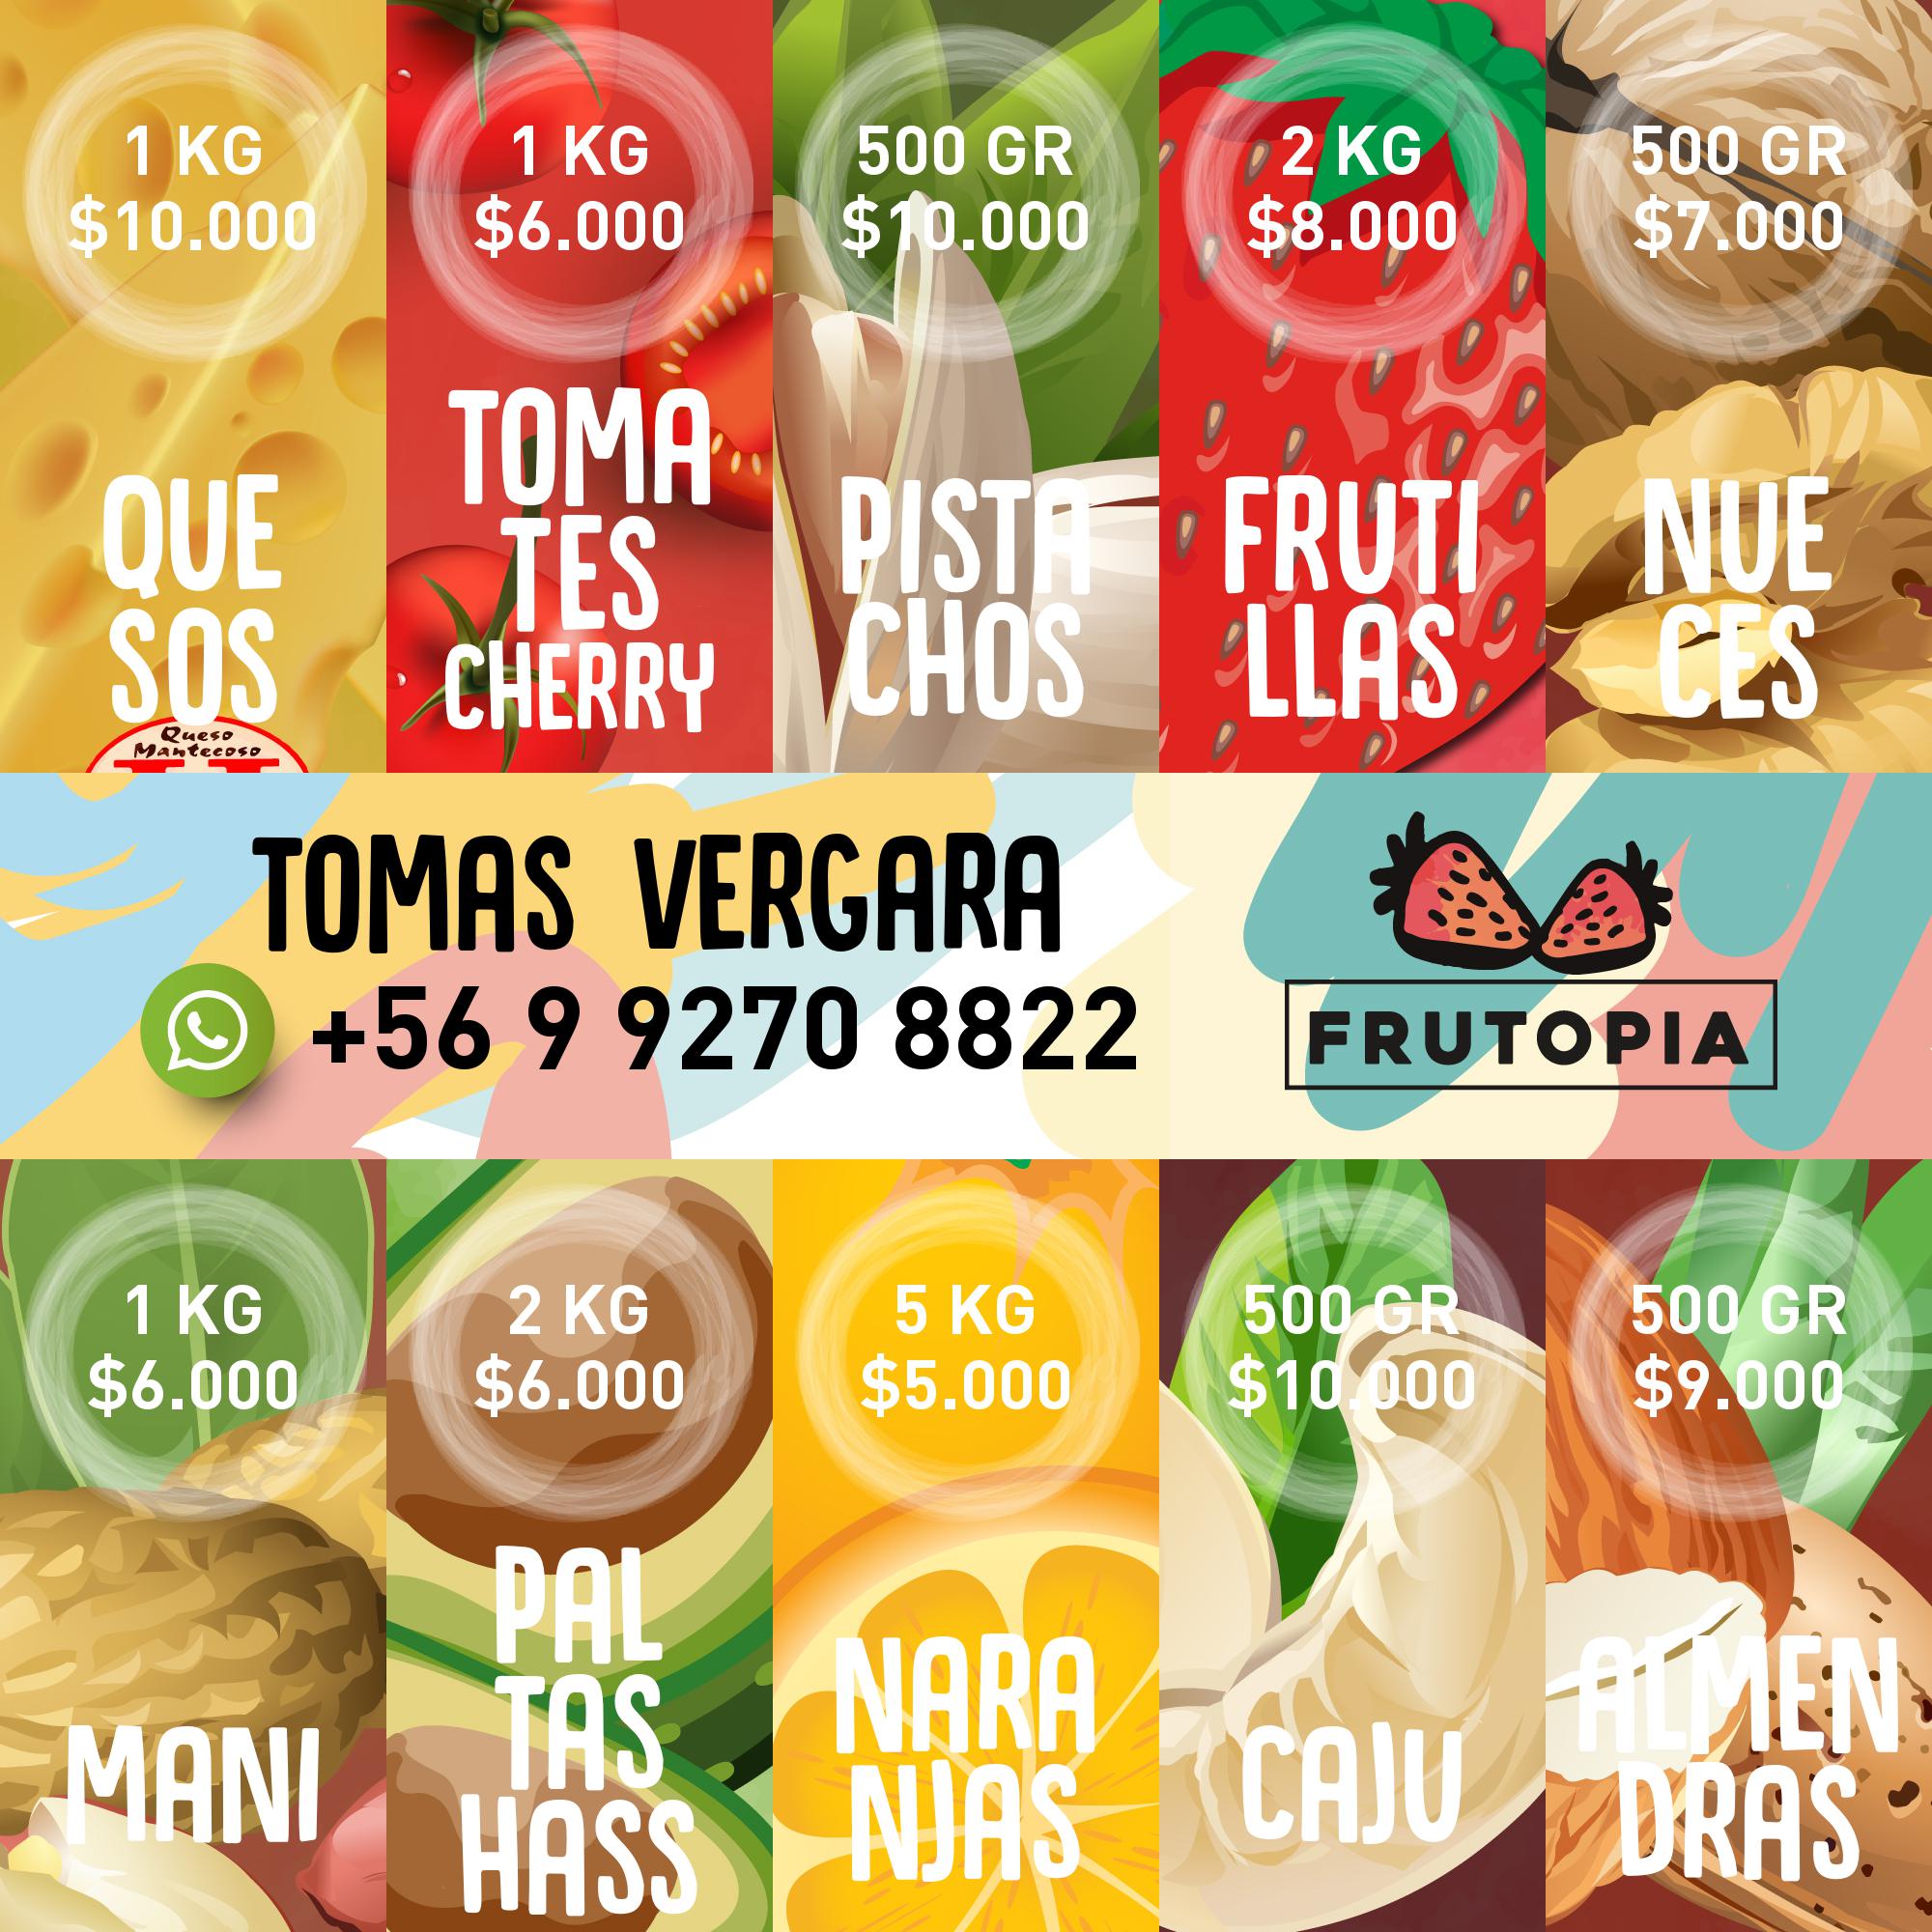 1 KG
$10.000
QUE
SOS
Queso
Mantecoso
1 KG
$6.000
TOMA
TES
CHERRY
500 GR
$10.000
PISTA
CHOS
2 KG
$8.000
FRUTI
LLAS
500 GR
$7.000
NUE
CES
TOMAS VERGARA
+56 9 9270 8822
FRUTOPIA
1 KG
$6.000
MANI
2 KG
$6.000
PAL
TAS
HASS
5 KG
$5.000
NARA
NJAS
500 GR
$10.000
CAJU
500 GR
$9.000
ALMEN
DRAS